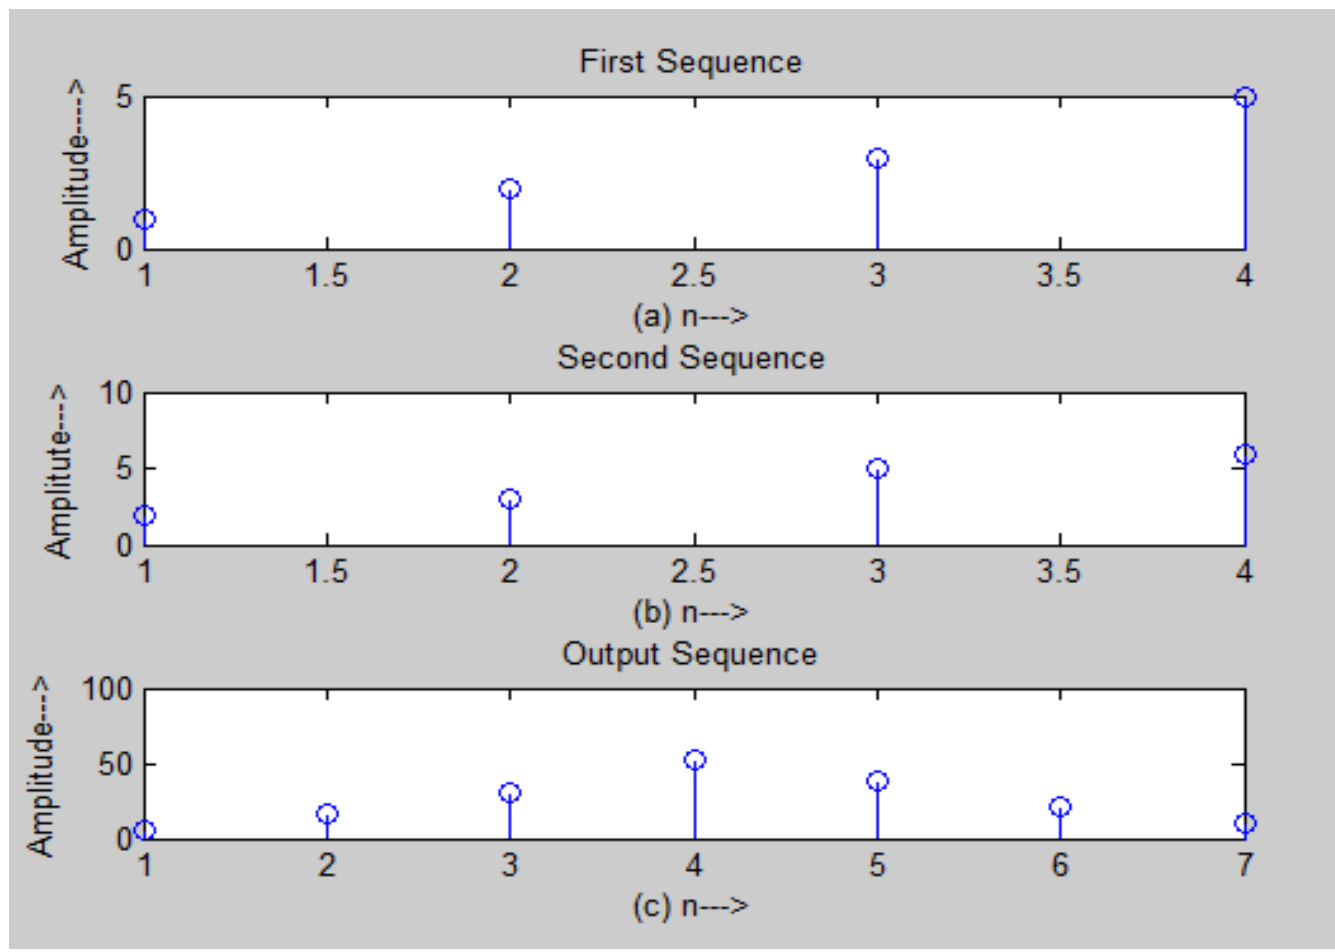 First Sequence
Amplitude---->
5
0
1 1.5 2 2.5 3 3.5 4
(a) n--->
Second Sequence
Amplitute--->
10
5
0
1 1.5 2 2.5 3 3.5 4
(b) n--->
Output Sequence
Amplitude--->
100
50
0
1 2 3 4 5 6 7
(c) n--->